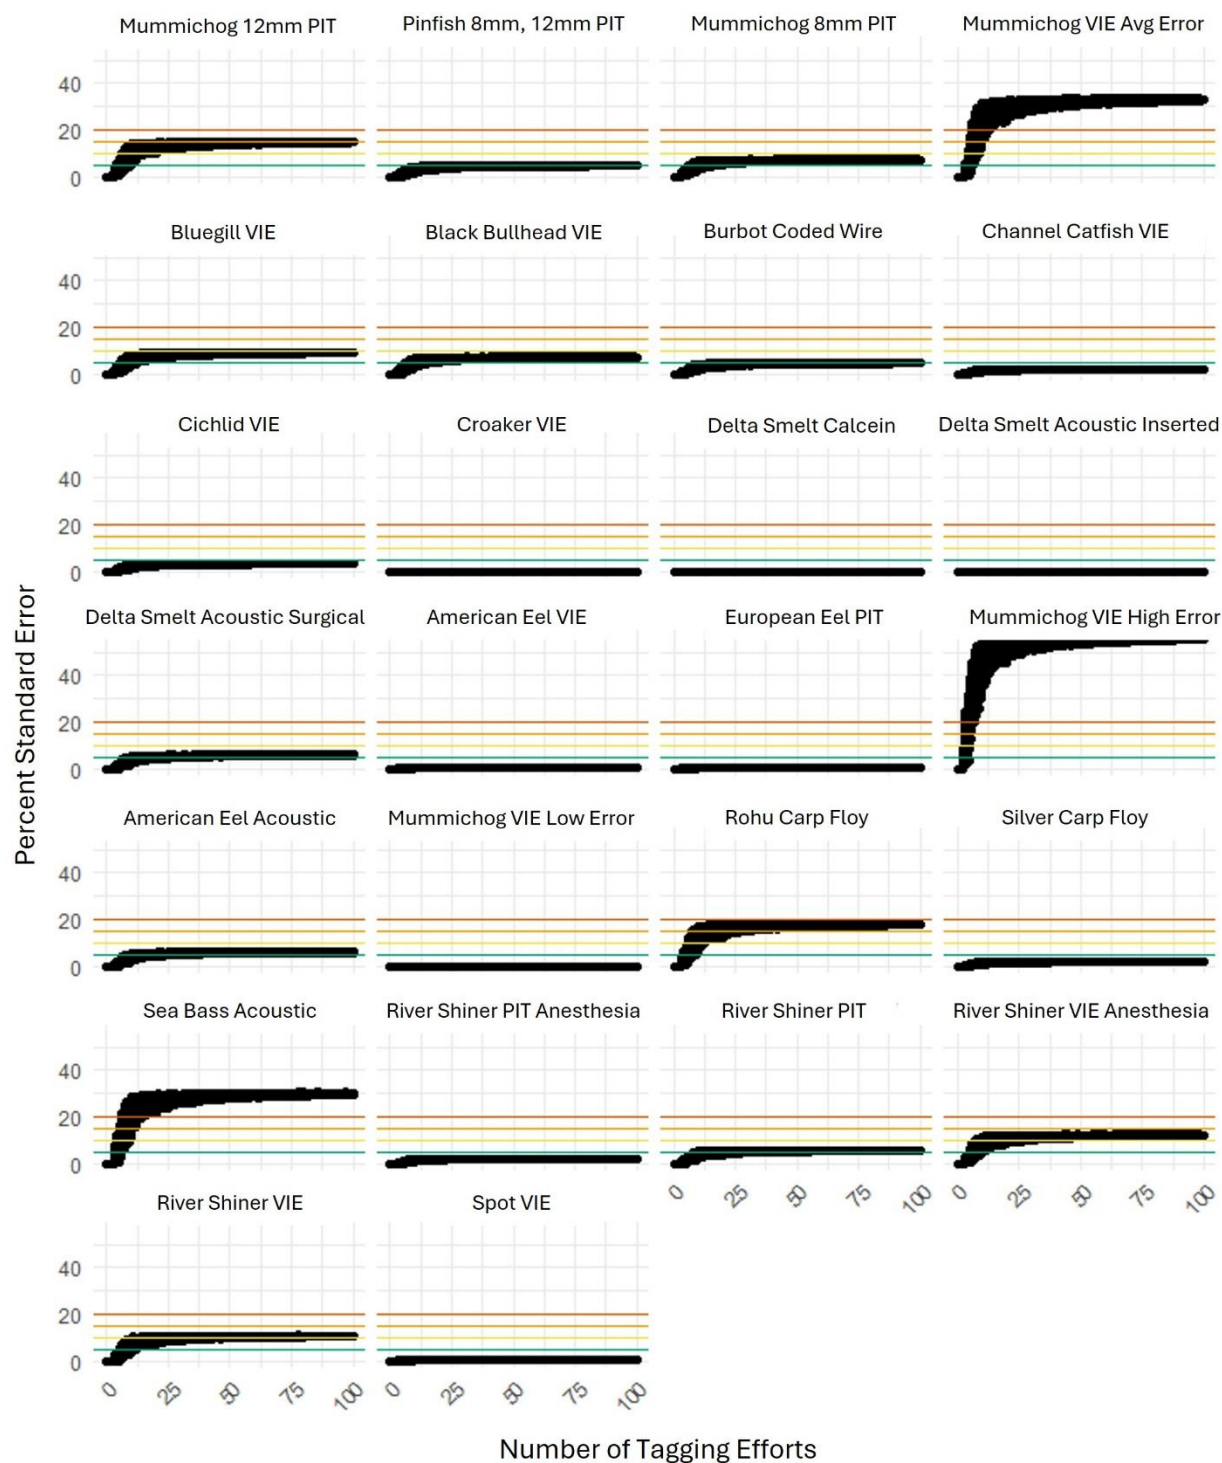 Mummichog 12mm PIT
Pinfish 8mm, 12mm PIT
Mummichog 8mm PIT
Mummichog VIE Avg Error
40
20
0
Bluegill VIE
Black Bullhead VIE
Burbot Coded Wire
Channel Catfish VIE
40
20
0
Cichlid VIE
Croaker VIE
Delta Smelt Calcein
Delta Smelt Acoustic Inserted
40
20
0
Delta Smelt Acoustic Surgical
American Eel VIE
European Eel PIT
Mummichog VIE High Error
40
20
0
American Eel Acoustic
Mummichog VIE Low Error
Rohu Carp Floy
Silver Carp Floy
40
20
0
Sea Bass Acoustic
River Shiner PIT Anesthesia
River Shiner PIT
River Shiner VIE Anesthesia
40
20
0
0 25 50 75 100
0 25 50 75 100
River Shiner VIE
Spot VIE
40
20
0
0 25 50 75 100
0 25 50 75 100
Percent Standard Error
Number of Tagging Efforts